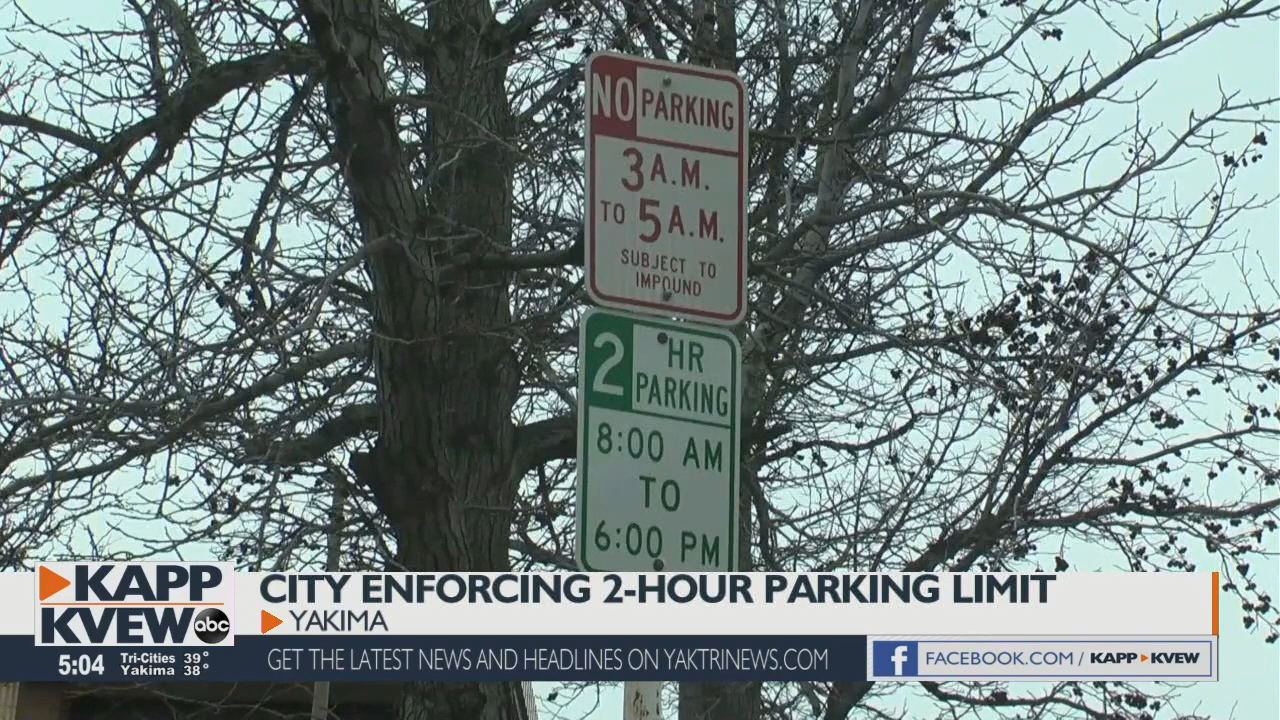 NO PARKING
3 A.M.
TO 5 A.M.
SUBJECT TO
IMPOUND
2 HR
PARKING
8:00 AM
TO
6:00 PM
KAPP
KVEW abc
CITY ENFORCING 2-HOUR PARKING LIMIT
YAKIMA
5:04
Tri-Cities 39°
Yakima 38°
GET THE LATEST NEWS AND HEADLINES ON YAKTRINEWS.COM
f FACEBOOK.COM / KAPP KVEW